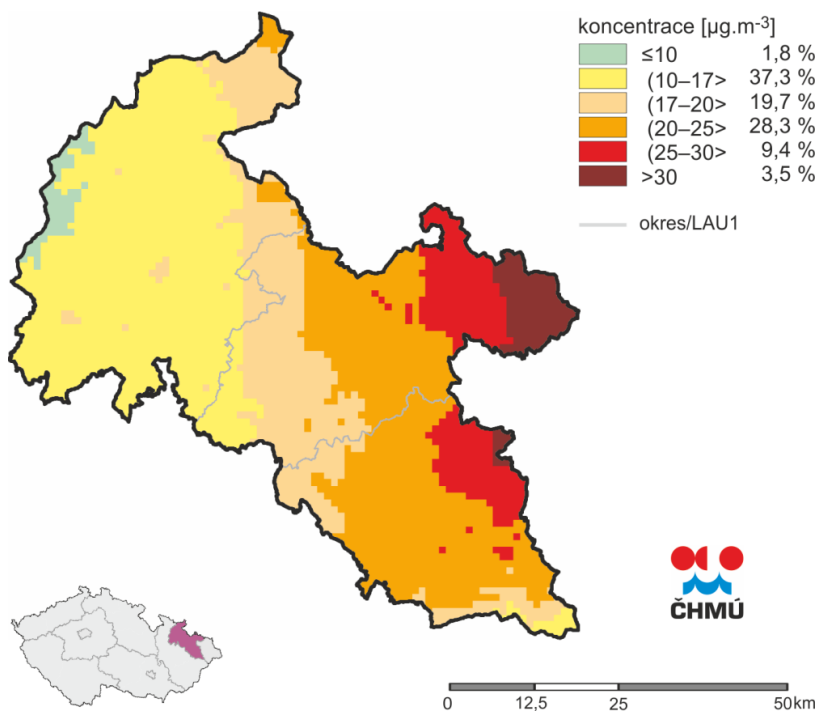 koncentrace [µg.m-3]
≤10 1,8 %
(10–17> 37,3 %
(17–20> 19,7 %
(20–25> 28,3 %
(25–30> 9,4 %
>30 3,5 %
okres/LAU1
ČHMÚ
0 12,5 25 50km